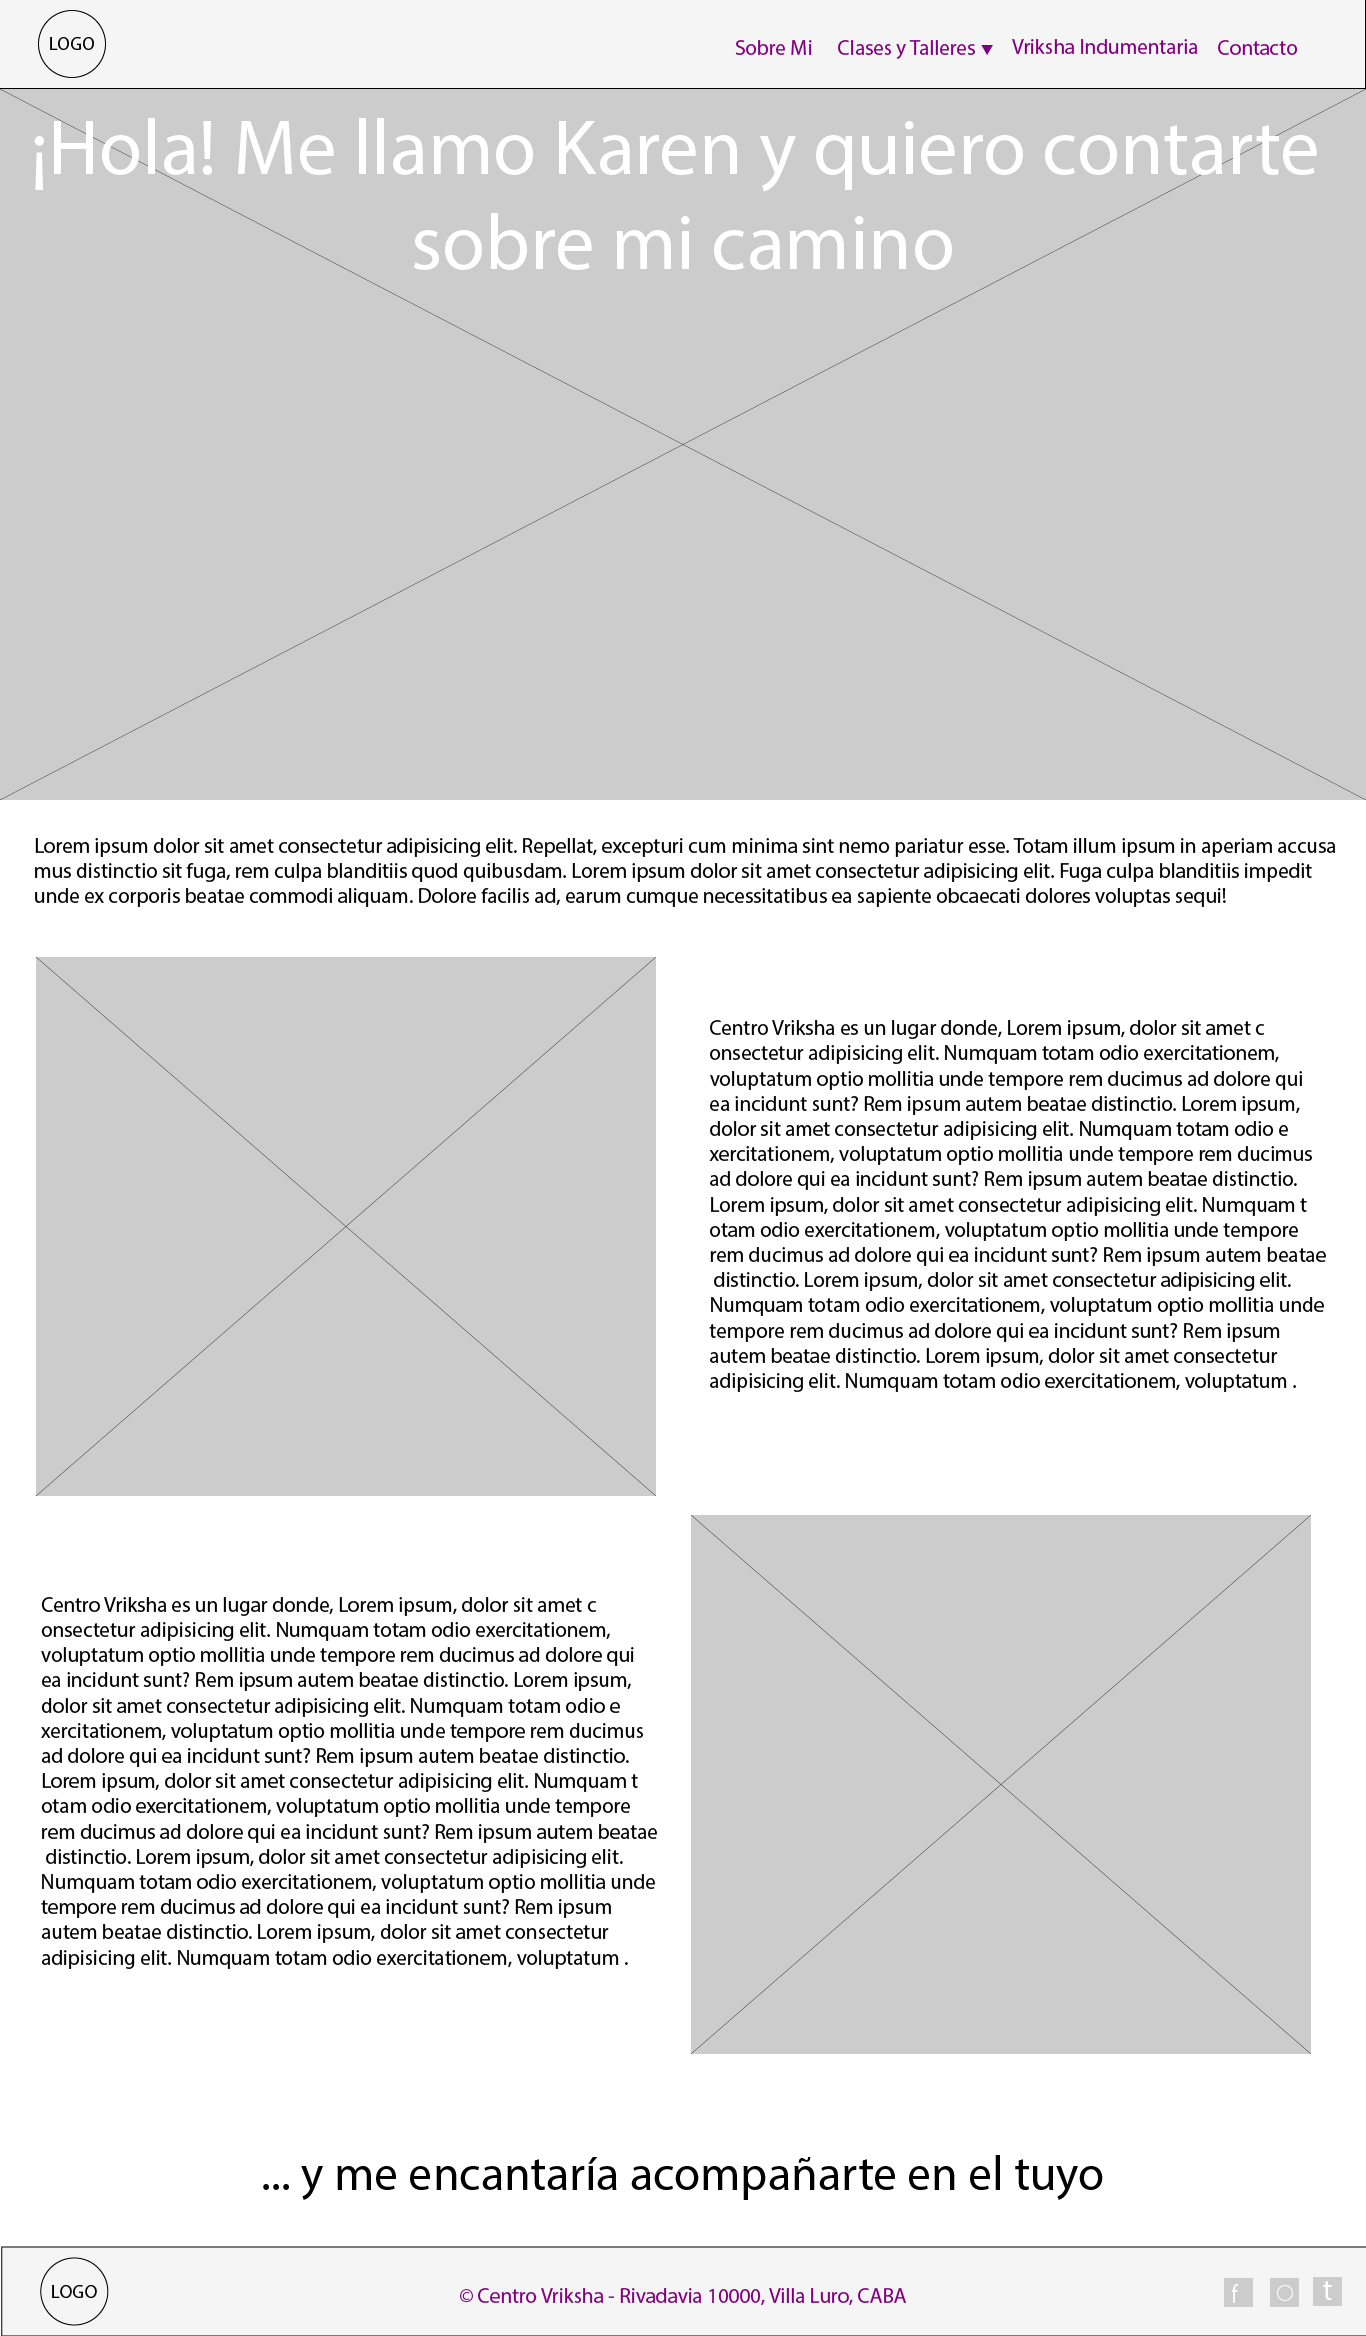 LOGO
Sobre Mi Clases y Talleres ▼ Vriksha Indumentaria Contacto
¡Hola! Me llamo Karen y quiero contarte
sobre mi camino
Lorem ipsum dolor sit amet consectetur adipisicing elit. Repellat, excepturi cum minima sint nemo pariatur esse. Totam illum ipsum in aperiam accusa
mus distinctio sit fuga, rem culpa blanditiis quod quibusdam. Lorem ipsum dolor sit amet consectetur adipisicing elit. Fuga culpa blanditiis impedit
unde ex corporis beatae commodi aliquam. Dolore facilis ad, earum cumque necessitatibus ea sapiente obcaecati dolores voluptas sequi!
Centro Vriksha es un lugar donde, Lorem ipsum, dolor sit amet c
onsectetur adipisicing elit. Numquam totam odio exercitationem,
voluptatum optio mollitia unde tempore rem ducimus ad dolore qui
ea incidunt sunt? Rem ipsum autem beatae distinctio. Lorem ipsum,
dolor sit amet consectetur adipisicing elit. Numquam totam odio e
xercitationem, voluptatum optio mollitia unde tempore rem ducimus
ad dolore qui ea incidunt sunt? Rem ipsum autem beatae distinctio.
Lorem ipsum, dolor sit amet consectetur adipisicing elit. Numquam t
otam odio exercitationem, voluptatum optio mollitia unde tempore
rem ducimus ad dolore qui ea incidunt sunt? Rem ipsum autem beatae
distinctio. Lorem ipsum, dolor sit amet consectetur adipisicing elit.
Numquam totam odio exercitationem, voluptatum optio mollitia unde
tempore rem ducimus ad dolore qui ea incidunt sunt? Rem ipsum
autem beatae distinctio. Lorem ipsum, dolor sit amet consectetur
adipisicing elit. Numquam totam odio exercitationem, voluptatum .
Centro Vriksha es un lugar donde, Lorem ipsum, dolor sit amet c
onsectetur adipisicing elit. Numquam totam odio exercitationem,
voluptatum optio mollitia unde tempore rem ducimus ad dolore qui
ea incidunt sunt? Rem ipsum autem beatae distinctio. Lorem ipsum,
dolor sit amet consectetur adipisicing elit. Numquam totam odio e
xercitationem, voluptatum optio mollitia unde tempore rem ducimus
ad dolore qui ea incidunt sunt? Rem ipsum autem beatae distinctio.
Lorem ipsum, dolor sit amet consectetur adipisicing elit. Numquam t
otam odio exercitationem, voluptatum optio mollitia unde tempore
rem ducimus ad dolore qui ea incidunt sunt? Rem ipsum autem beatae
distinctio. Lorem ipsum, dolor sit amet consectetur adipisicing elit.
Numquam totam odio exercitationem, voluptatum optio mollitia unde
tempore rem ducimus ad dolore qui ea incidunt sunt? Rem ipsum
autem beatae distinctio. Lorem ipsum, dolor sit amet consectetur
adipisicing elit. Numquam totam odio exercitationem, voluptatum .
... y me encantaría acompañarte en el tuyo
LOGO
© Centro Vriksha - Rivadavia 10000, Villa Luro, CABA
f t